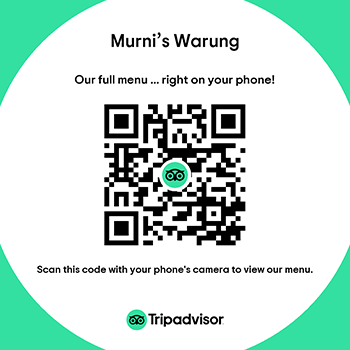 Murni’s Warung
Our full menu ... right on your phone!
Scan this code with your phone's camera to view our menu.
Tripadvisor